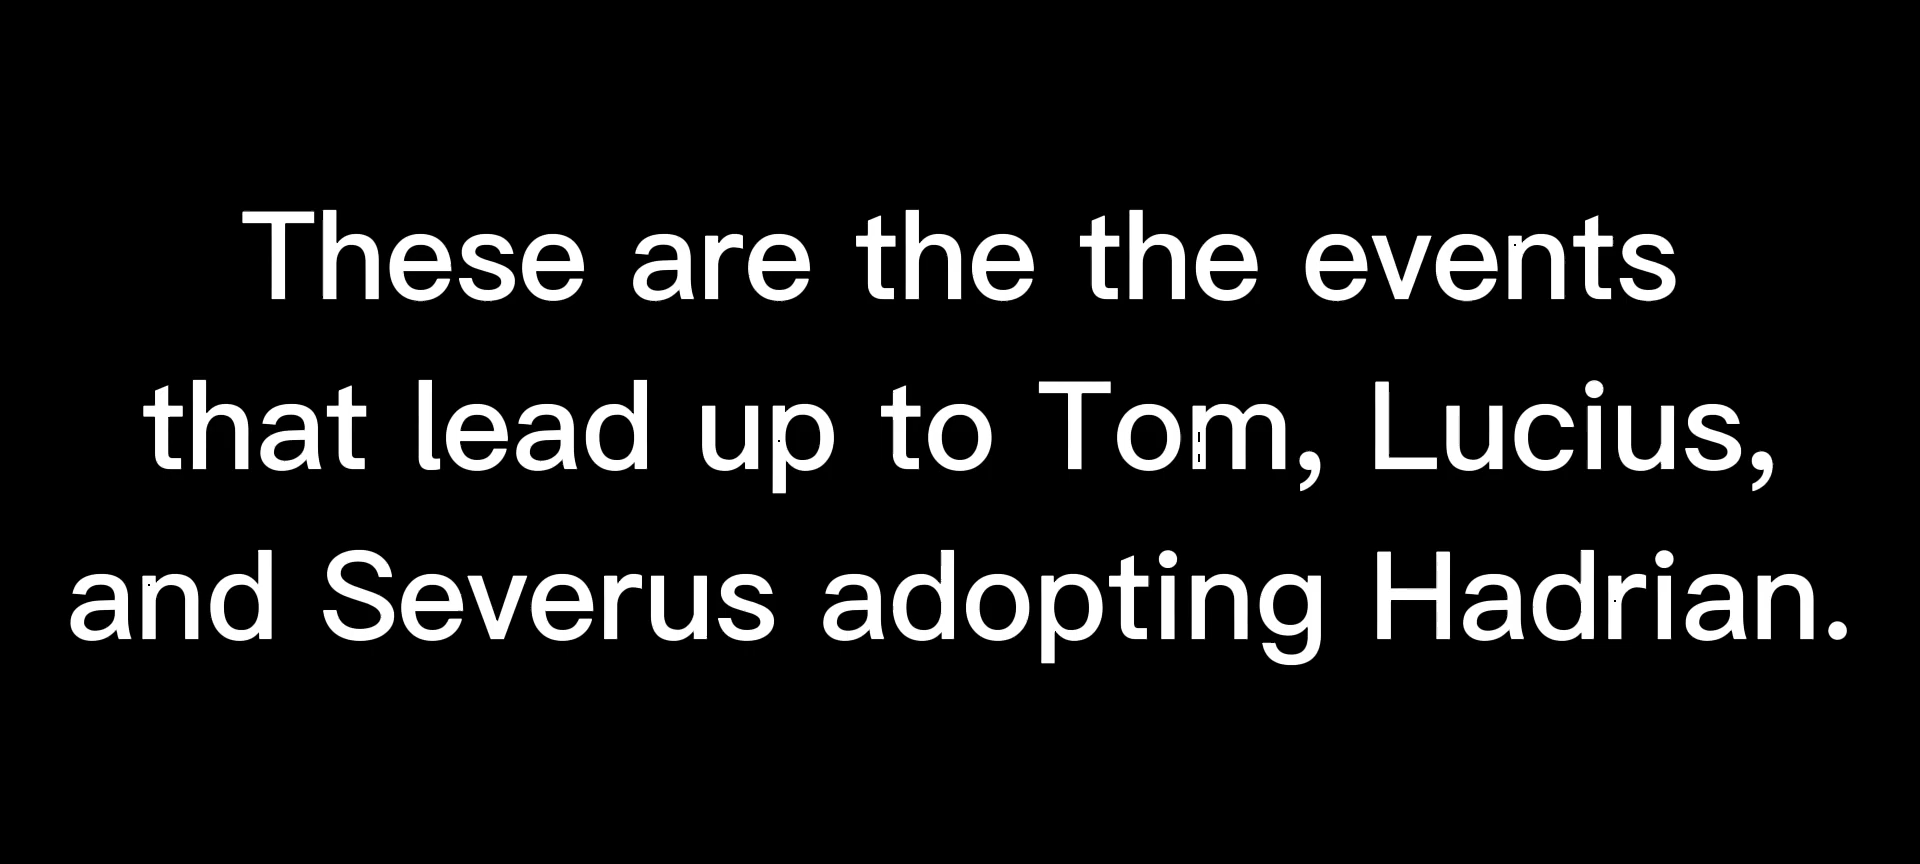 These are the the events
that lead up to Tom, Lucius,
and Severus adopting Hadrian.